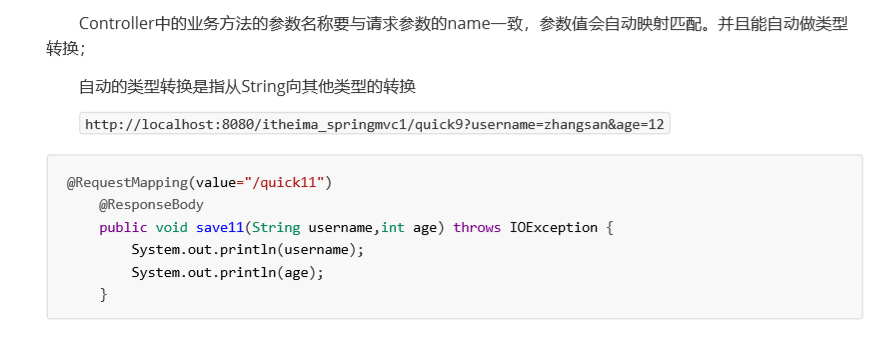 Controller中的业务方法的参数名称要与请求参数的name一致，参数值会自动映射匹配。并且能自动做类型
转换；
自动的类型转换是指从String向其他类型的转换
http://localhost:8080/itheima_springmvc1/quick9?username=zhangsan&age=12
@RequestMapping(value="/quick11")
    @ResponseBody
    public void save11(String username,int age) throws IOException {
        System.out.println(username);
        System.out.println(age);
    }